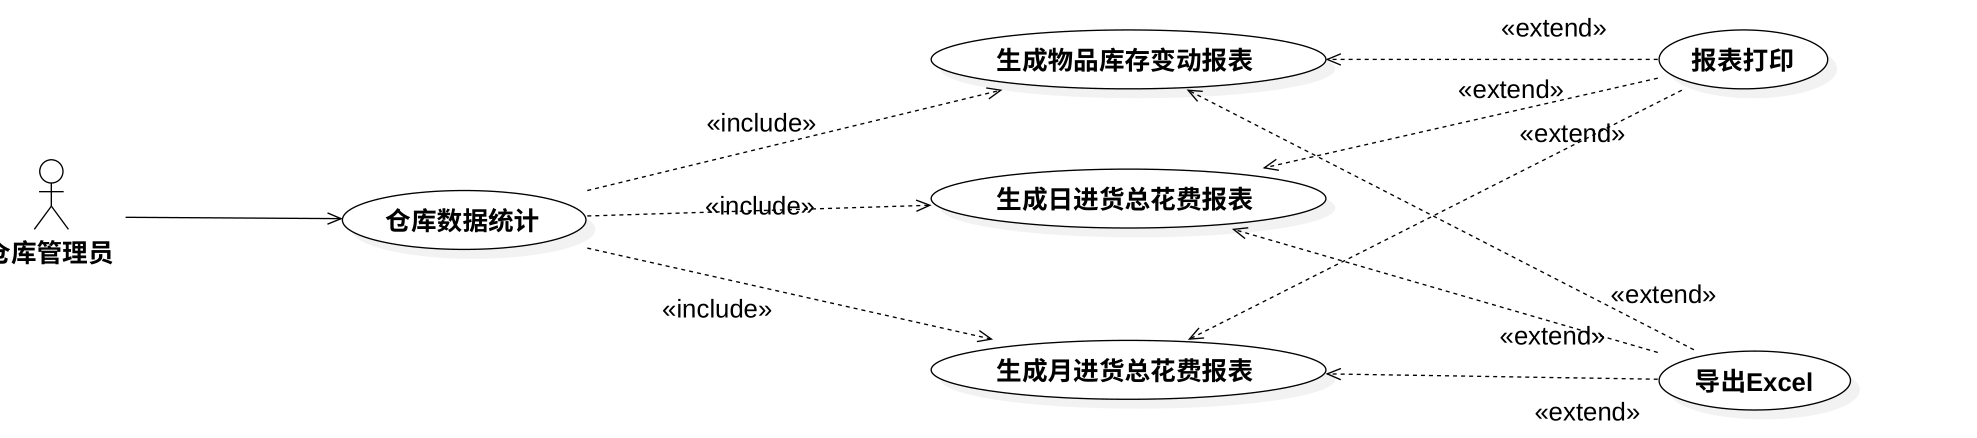 «extend»
生成物品库存变动报表
报表打印
«extend»
«include»
«extend»
生成日进货总花费报表
«include»
仓库数据统计
仓库管理员
«extend»
«include»
«extend»
生成月进货总花费报表
导出Excel
«extend»